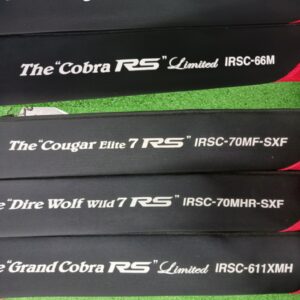 The "Cobra RS" Limited IRSC-66M
The "Cougar Elite 7 RS" IRSC-70MF-SXF
e "Dire Wolf Wild 7 RS" IRSC-70MHR-SXF
e "Grand Cobra RS" Limited IRSC-611XMH